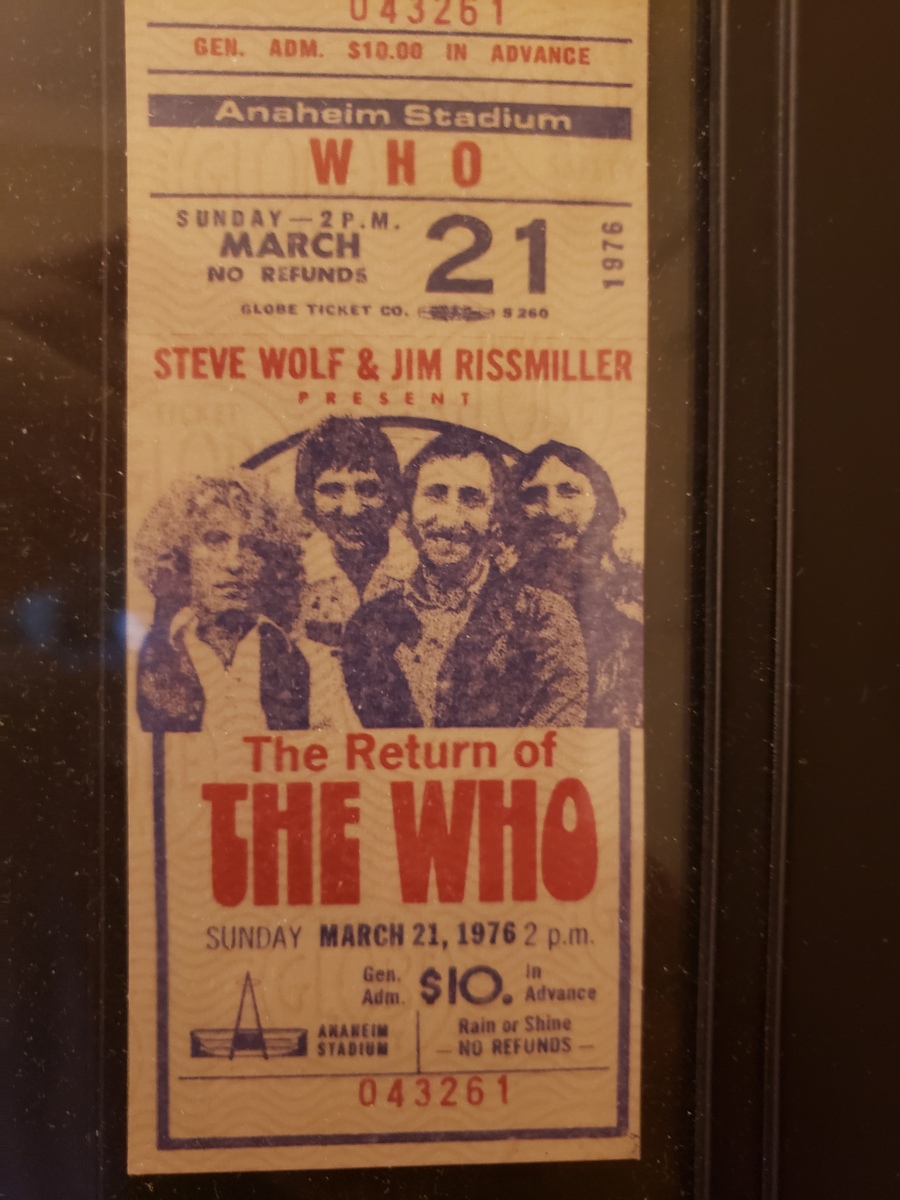 043261
GEN. ADM. $10.00 IN ADVANCE
Anaheim Stadium
WHO
SUNDAY—2 P.M.
MARCH 21 1976
NO REFUNDS
GLOBE TICKET CO. S260
STEVE WOLF & JIM RISSMILLER
PRESENT
The Return of
THE WHO
SUNDAY MARCH 21, 1976 2 p.m.
Gen. Adm. $10. in Advance
ANAHEIM STADIUM
Rain or Shine
— NO REFUNDS —
043261